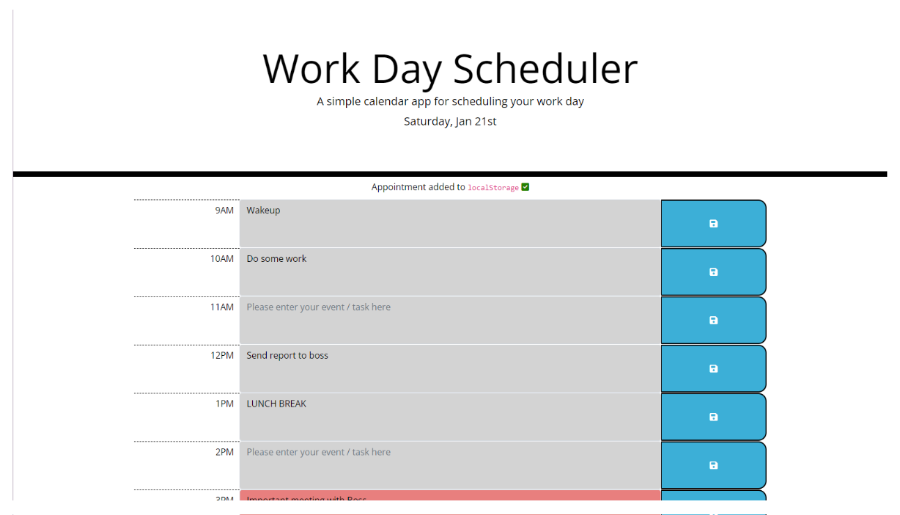 Work Day Scheduler
A simple calendar app for scheduling your work day
Saturday, Jan 21st
Appointment added to localStorage
9AM Wakeup
10AM Do some work
11AM Please enter your event / task here
12PM Send report to boss
1PM LUNCH BREAK
2PM Please enter your event / task here
3PM Important meeting with Boss